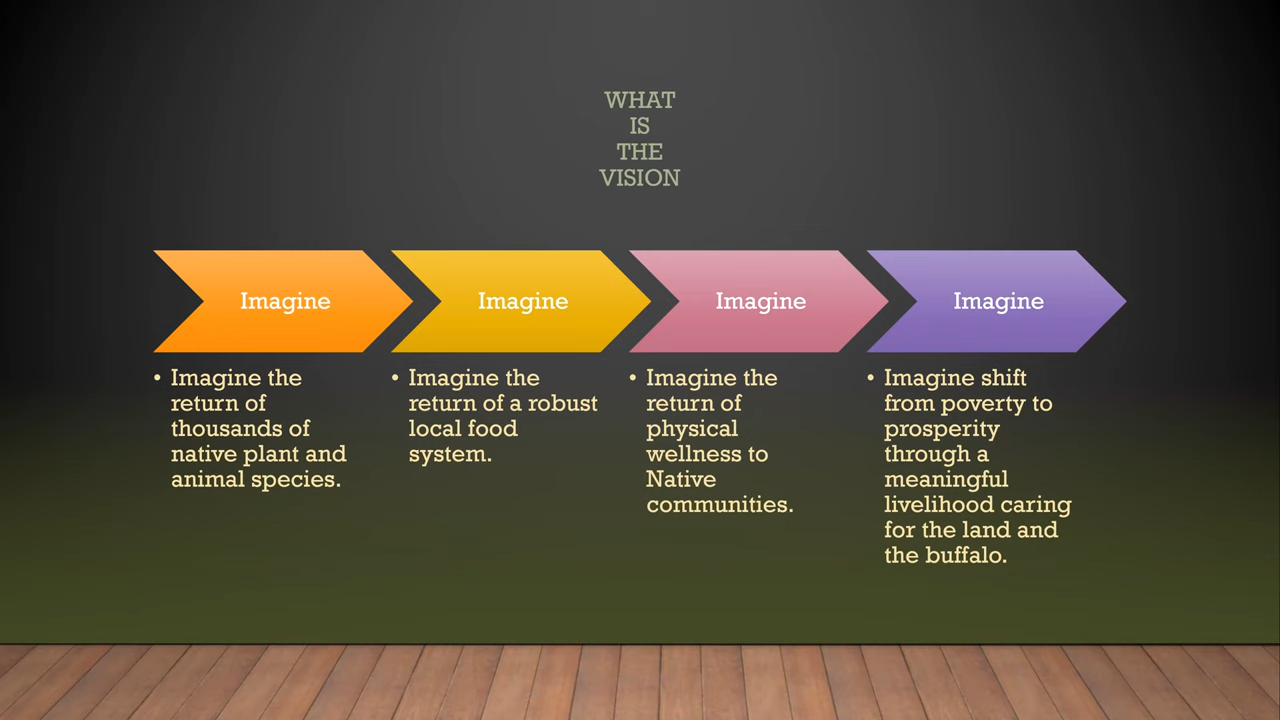 WHAT
IS
THE
VISION
Imagine
• Imagine the
return of
thousands of
native plant and
animal species.
Imagine
• Imagine the
return of a robust
local food
system.
Imagine
• Imagine the
return of
physical
wellness to
Native
communities.
Imagine
• Imagine shift
from poverty to
prosperity
through a
meaningful
livelihood caring
for the land and
the buffalo.